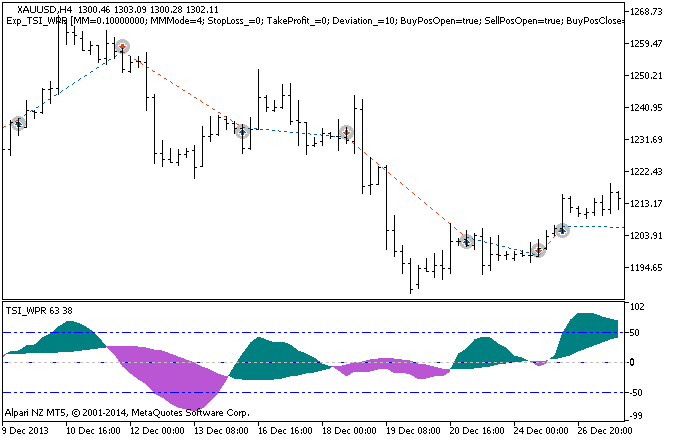 XAUUSD,H4 1300.46 1303.09 1300.28 1302.11
Exp_TSI_WPR [MM=0.10000000; MMMode=4; StopLoss_=0; TakeProfit_=0; Deviation_=10; BuyPosOpen=true; SellPosOpen=true; BuyPosClose=
1268.73
1259.47
1250.21
1240.95
1231.69
1222.43
1213.17
1203.91
1194.65
TSI_WPR 63 38
102
50
0
-50
-99
Alpari NZ MT5, © 2001-2014, MetaQuotes Software Corp.
9 Dec 2013 10 Dec 16:00 12 Dec 00:00 13 Dec 08:00 16 Dec 16:00 18 Dec 00:00 19 Dec 08:00 20 Dec 16:00 24 Dec 00:00 26 Dec 20:00